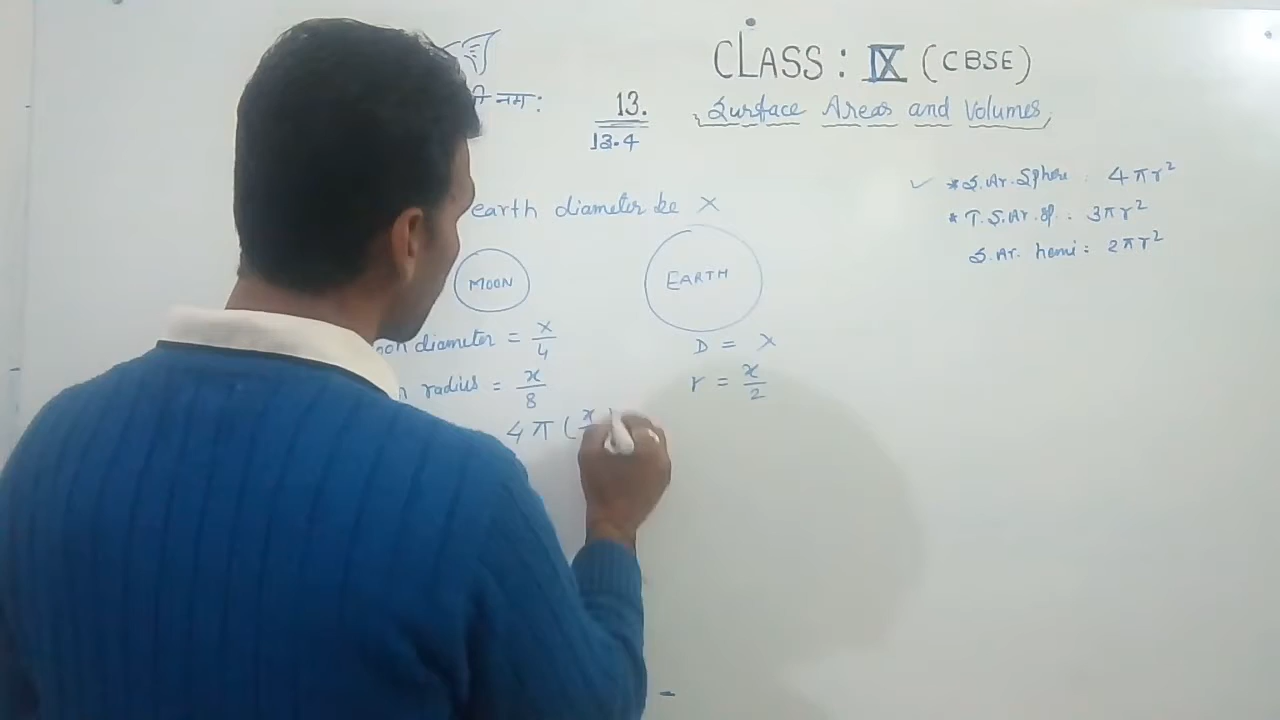 CLASS : IX (CBSE)
नम:
13. Surface Areas and Volumes
13.4
* S.Ar. Sphere : 4πr²
* T.S.Ar. Sp. : 3πr²
S.Ar. hemi : 2πr²
earth diameter be x
MOON
EARTH
diameter = x/4
D = x
radius = x/8
r = x/2
4π(x